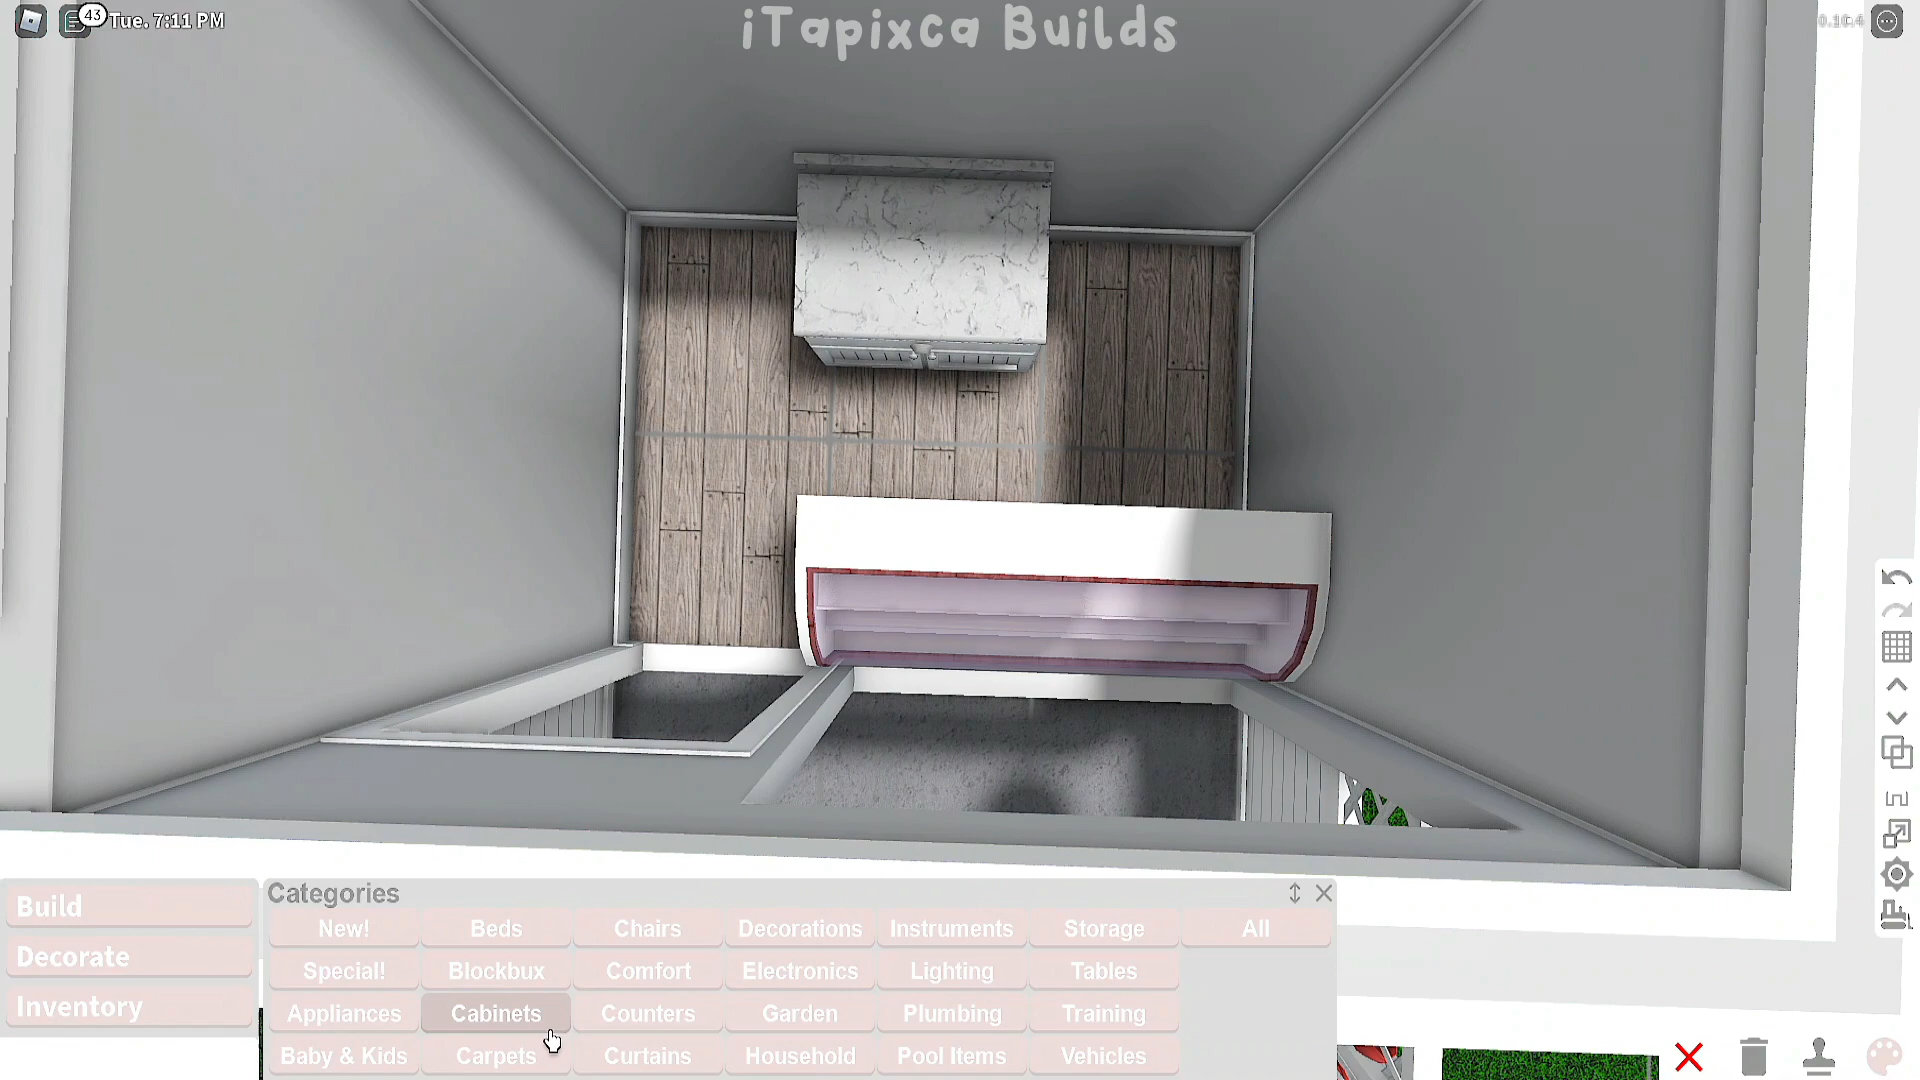 43 Tue. 7:11 PM
iTapixca Builds
Build
Decorate
Inventory
Categories
New! Beds Chairs Decorations Instruments Storage All
Special! Blockbux Comfort Electronics Lighting Tables
Appliances Cabinets Counters Garden Plumbing Training
Baby & Kids Carpets Curtains Household Pool Items Vehicles